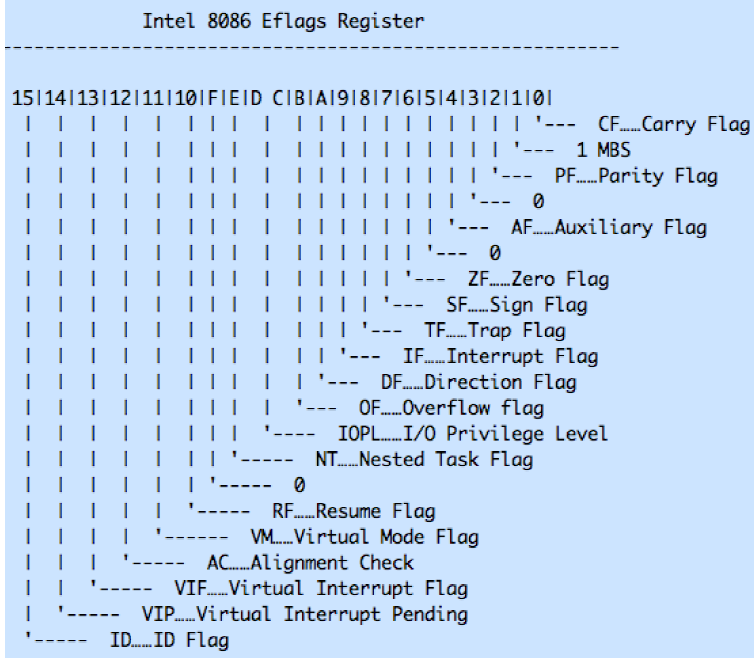 Intel 8086 Eflags Register
------------------------------------------------------------
15|14|13|12|11|10|F|E|D C|B|A|9|8|7|6|5|4|3|2|1|0|
|  |  |  |  |  | | |  |  | | | | | | | | | | | '---  CF……Carry Flag
|  |  |  |  |  | | |  |  | | | | | | | | | | '---  1 MBS
|  |  |  |  |  | | |  |  | | | | | | | | | '---  PF……Parity Flag
|  |  |  |  |  | | |  |  | | | | | | | | '---  0
|  |  |  |  |  | | |  |  | | | | | | | '---  AF……Auxiliary Flag
|  |  |  |  |  | | |  |  | | | | | | '---  0
|  |  |  |  |  | | |  |  | | | | | '---  ZF……Zero Flag
|  |  |  |  |  | | |  |  | | | | '---  SF……Sign Flag
|  |  |  |  |  | | |  |  | | | '---  TF……Trap Flag
|  |  |  |  |  | | |  |  | | '---  IF……Interrupt Flag
|  |  |  |  |  | | |  |  | '---  DF……Direction Flag
|  |  |  |  |  | | |  |  '---  OF……Overflow flag
|  |  |  |  |  | | |  '----  IOPL……I/O Privilege Level
|  |  |  |  |  | | '-----  NT……Nested Task Flag
|  |  |  |  |  | '-----  0
|  |  |  |  |  '-----  RF……Resume Flag
|  |  |  |  '------  VM……Virtual Mode Flag
|  |  |  '-----  AC……Alignment Check
|  |  '-----  VIF……Virtual Interrupt Flag
|  '-----  VIP……Virtual Interrupt Pending
'-----  ID……ID Flag